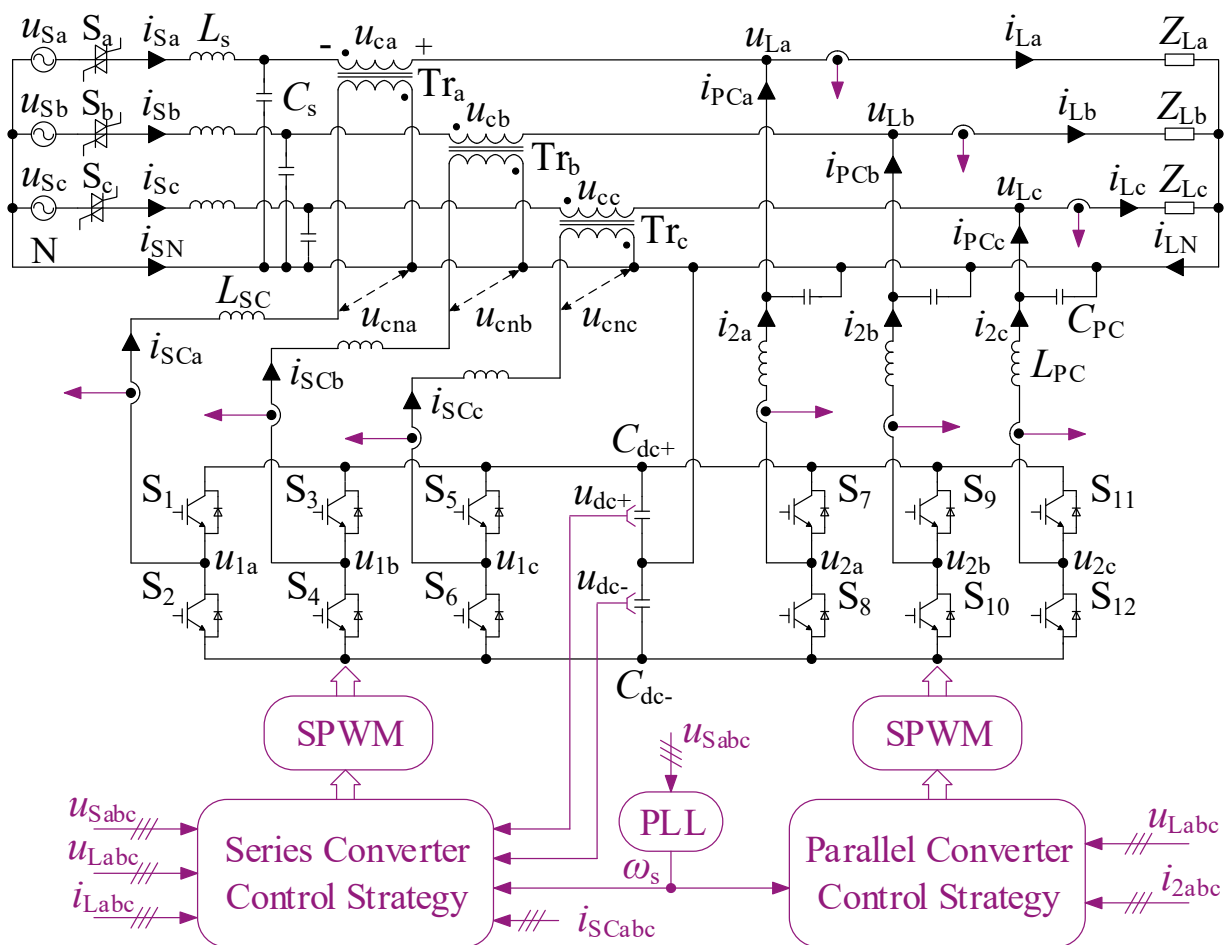 u_Sa S_a i_Sa L_s - u_ca + u_La i_La Z_La
C_s Tr_a i_PCa
u_Sb S_b i_Sb u_cb u_Lb i_Lb Z_Lb
Tr_b i_PCb
u_Sc S_c i_Sc u_cc u_Lc i_Lc Z_Lc
N i_SN Tr_c i_PCc i_LN
L_SC u_cna u_cnb u_cnc i_2a i_2b i_2c C_PC
i_SCa i_SCb i_SCc L_PC
C_dc+
S_1 S_3 S_5 u_dc+ S_7 S_9 S_11
u_1a u_1b u_1c u_2a u_2b u_2c
S_2 S_4 S_6 u_dc- S_8 S_10 S_12
C_dc-
SPWM u_Sabc SPWM
u_Sabc
u_Labc
i_Labc
Series Converter
Control Strategy
PLL
ω_s
i_SCabc
Parallel Converter
Control Strategy
u_Labc
i_2abc